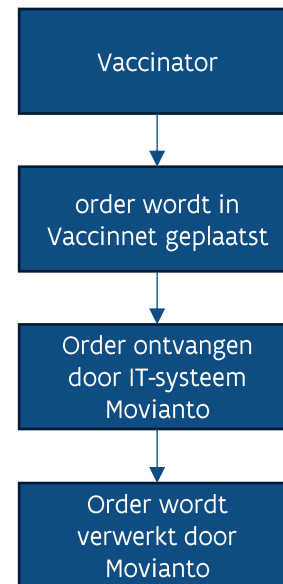 Vaccinator
order wordt in
Vaccinnet geplaatst
Order ontvangen
door IT-systeem
Movianto
Order wordt
verwerkt door
Movianto